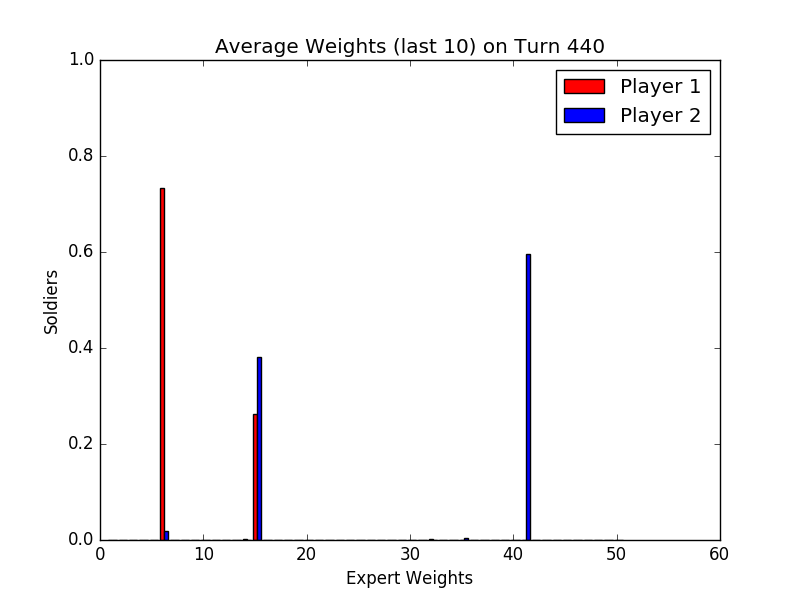 Average Weights (last 10) on Turn 440
1.0
Player 1
Player 2
0.8
0.6
Soldiers
0.4
0.2
0.0
0 10 20 30 40 50 60
Expert Weights